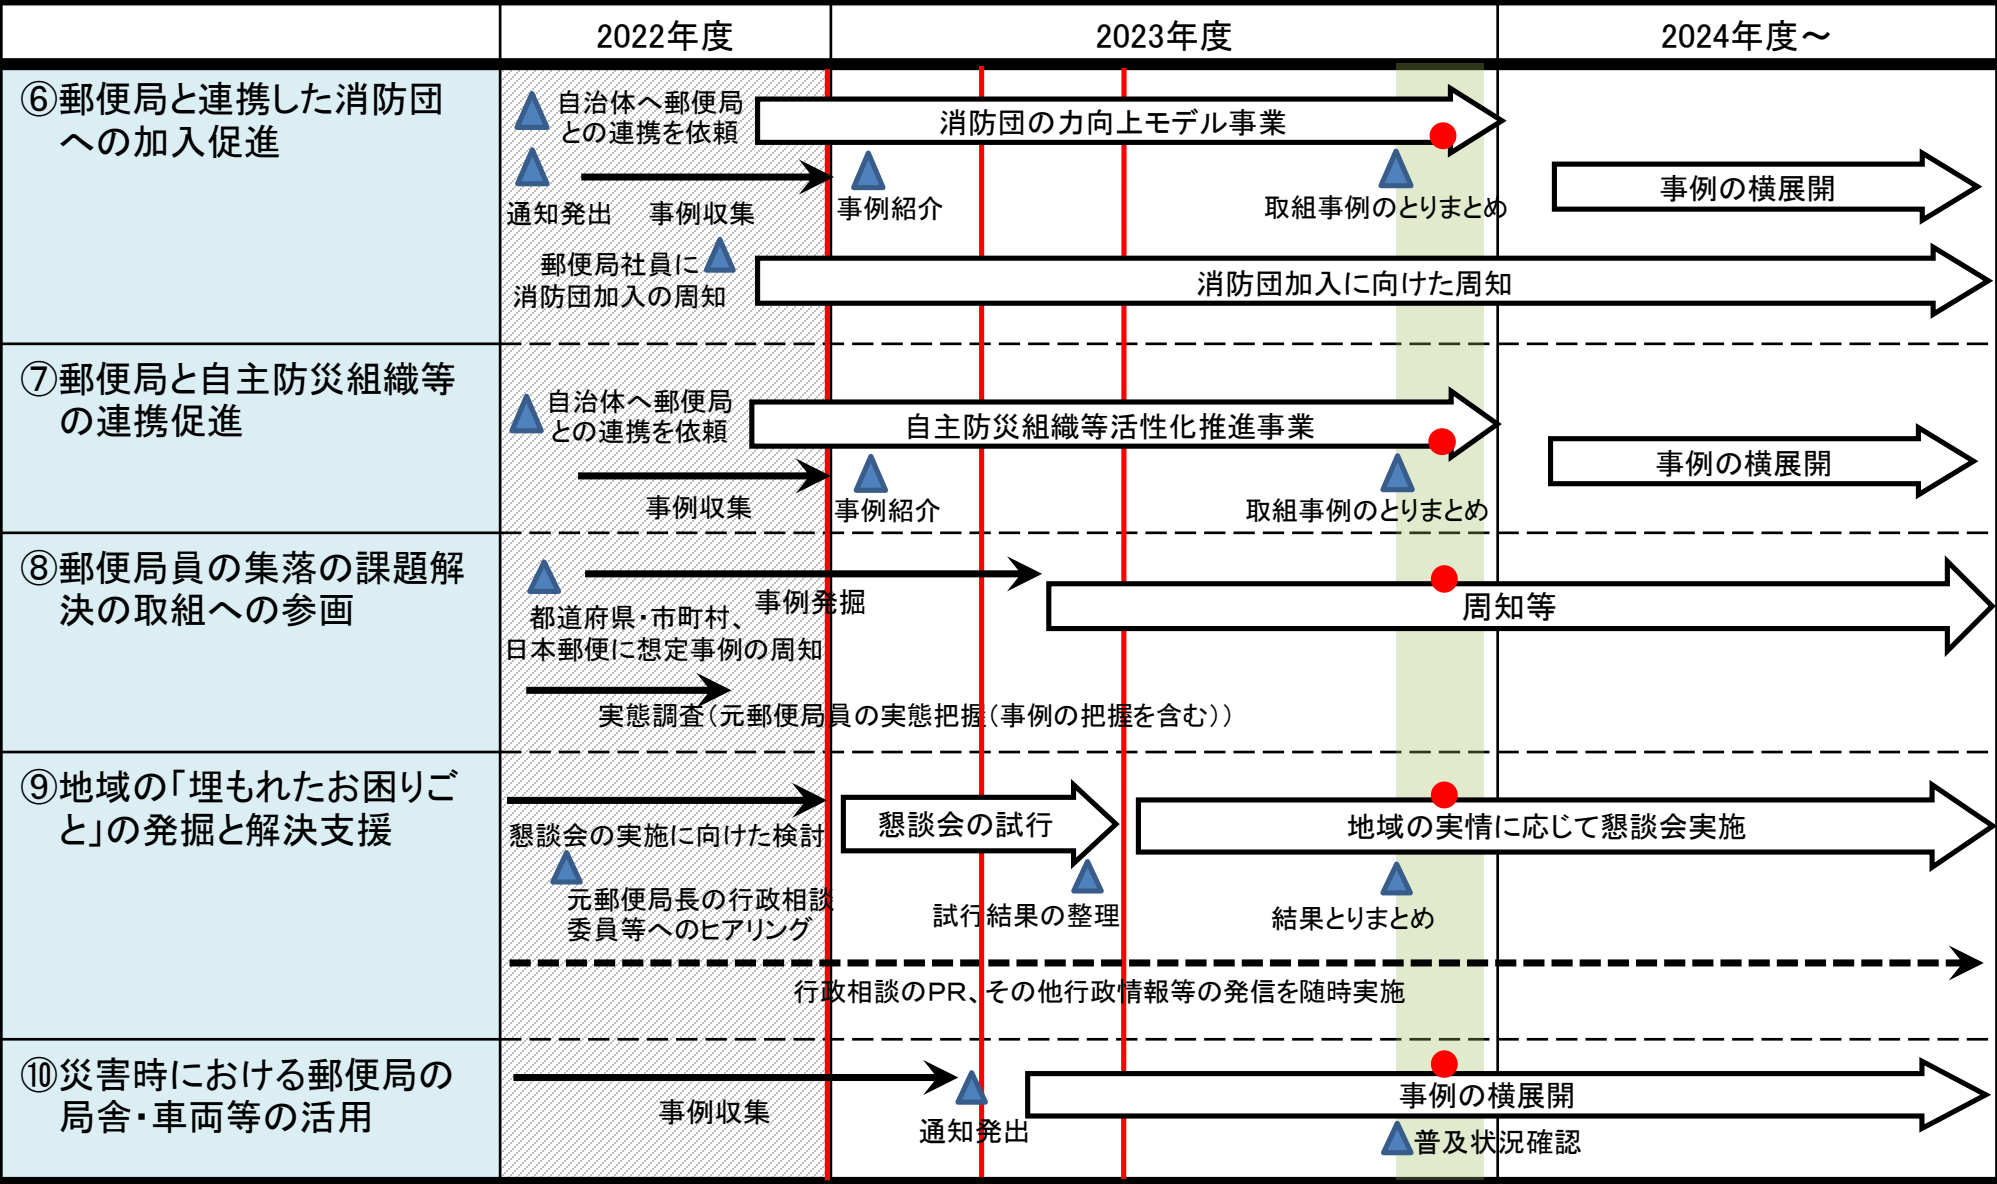 2022年度
2023年度
2024年度～
⑥郵便局と連携した消防団
への加入促進
自治体へ郵便局
との連携を依頼
消防団の力向上モデル事業
通知発出
事例収集
事例紹介
取組事例のとりまとめ
事例の横展開
郵便局社員に
消防団加入の周知
消防団加入に向けた周知
⑦郵便局と自主防災組織等
の連携促進
自治体へ郵便局
との連携を依頼
自主防災組織等活性化推進事業
事例収集
事例紹介
取組事例のとりまとめ
事例の横展開
⑧郵便局員の集落の課題解
決の取組への参画
事例発掘
都道府県・市町村、
日本郵便に想定事例の周知
周知等
実態調査（元郵便局員の実態把握（事例の把握を含む））
⑨地域の「埋もれたお困りご
と」の発掘と解決支援
懇談会の実施に向けた検討
懇談会の試行
地域の実情に応じて懇談会実施
元郵便局長の行政相談
委員等へのヒアリング
試行結果の整理
結果とりまとめ
行政相談のＰＲ、その他行政情報等の発信を随時実施
⑩災害時における郵便局の
局舎・車両等の活用
事例収集
通知発出
事例の横展開
普及状況確認